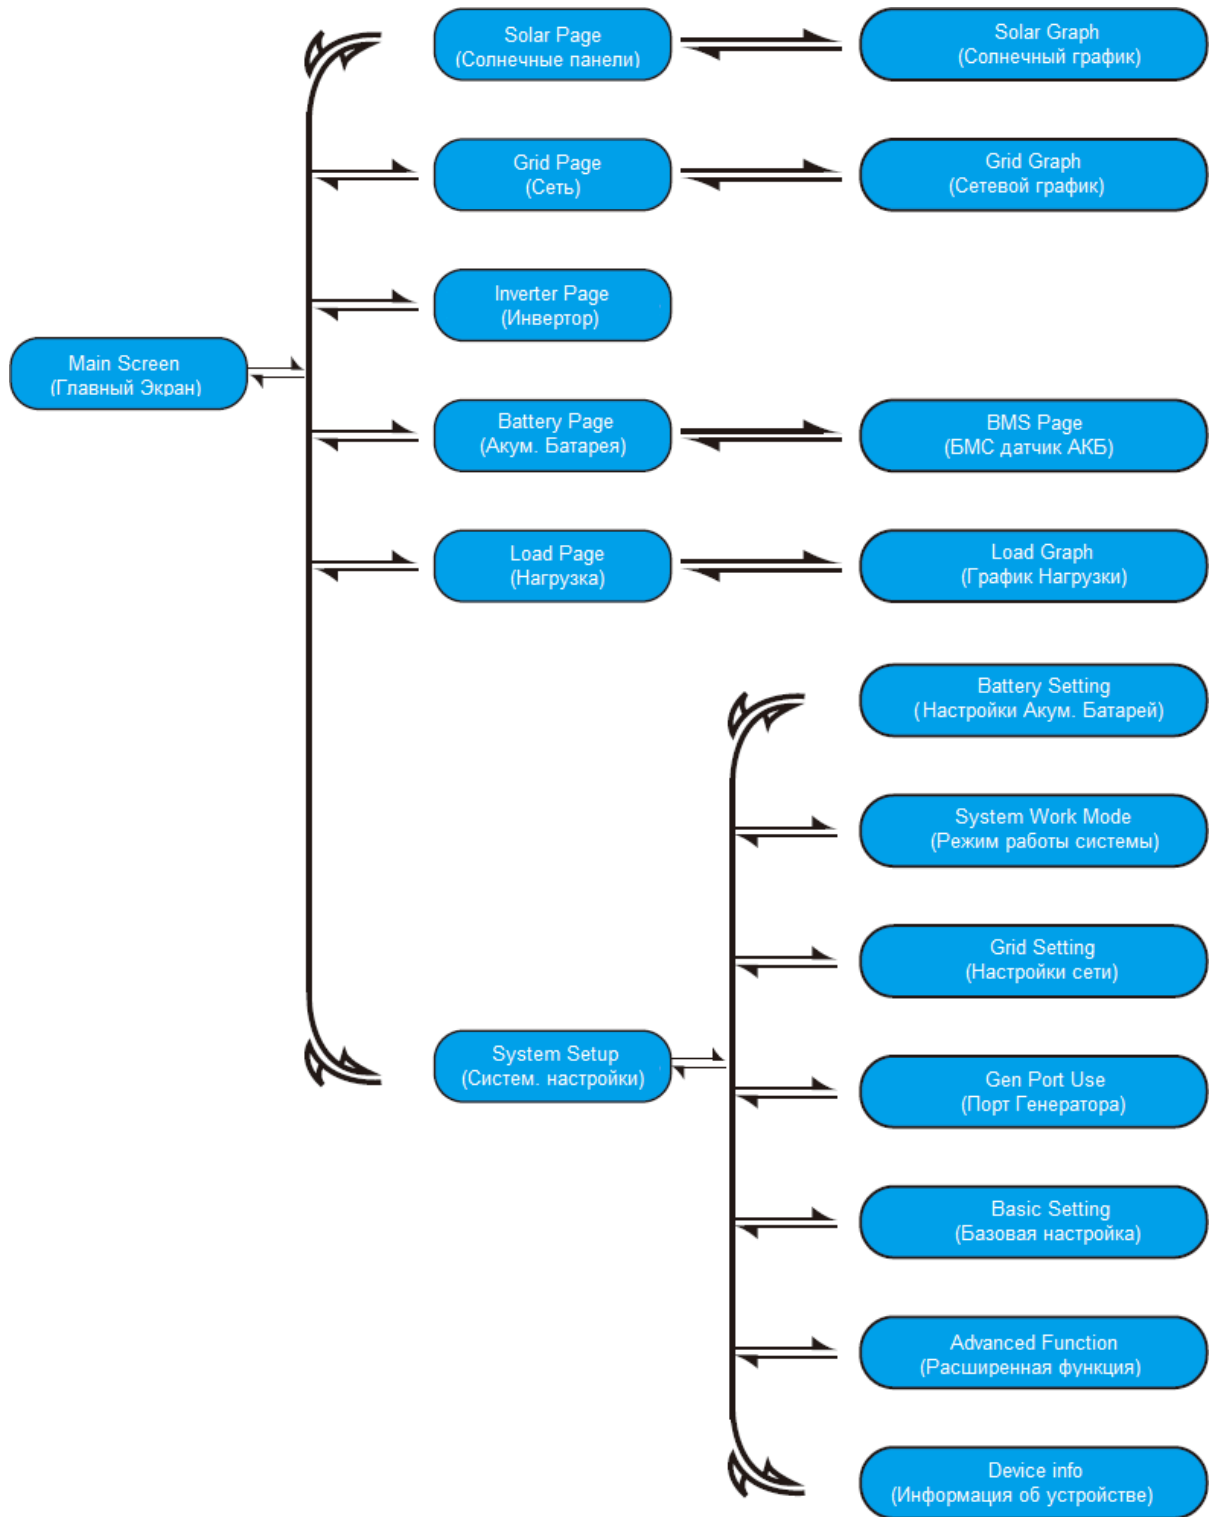 Solar Page
(Солнечные панели)
Solar Graph
(Солнечный график)
Grid Page
(Сеть)
Grid Graph
(Сетевой график)
Inverter Page
(Инвертор)
Main Screen
(Главный Экран)
Battery Page
(Акум. Батарея)
BMS Page
(БМС датчик АКБ)
Load Page
(Нагрузка)
Load Graph
(График Нагрузки)
Battery Setting
(Настройки Акум. Батарей)
System Work Mode
(Режим работы системы)
Grid Setting
(Настройки сети)
System Setup
(Систем. настройки)
Gen Port Use
(Порт Генератора)
Basic Setting
(Базовая настройка)
Advanced Function
(Расширенная функция)
Device info
(Информация об устройстве)